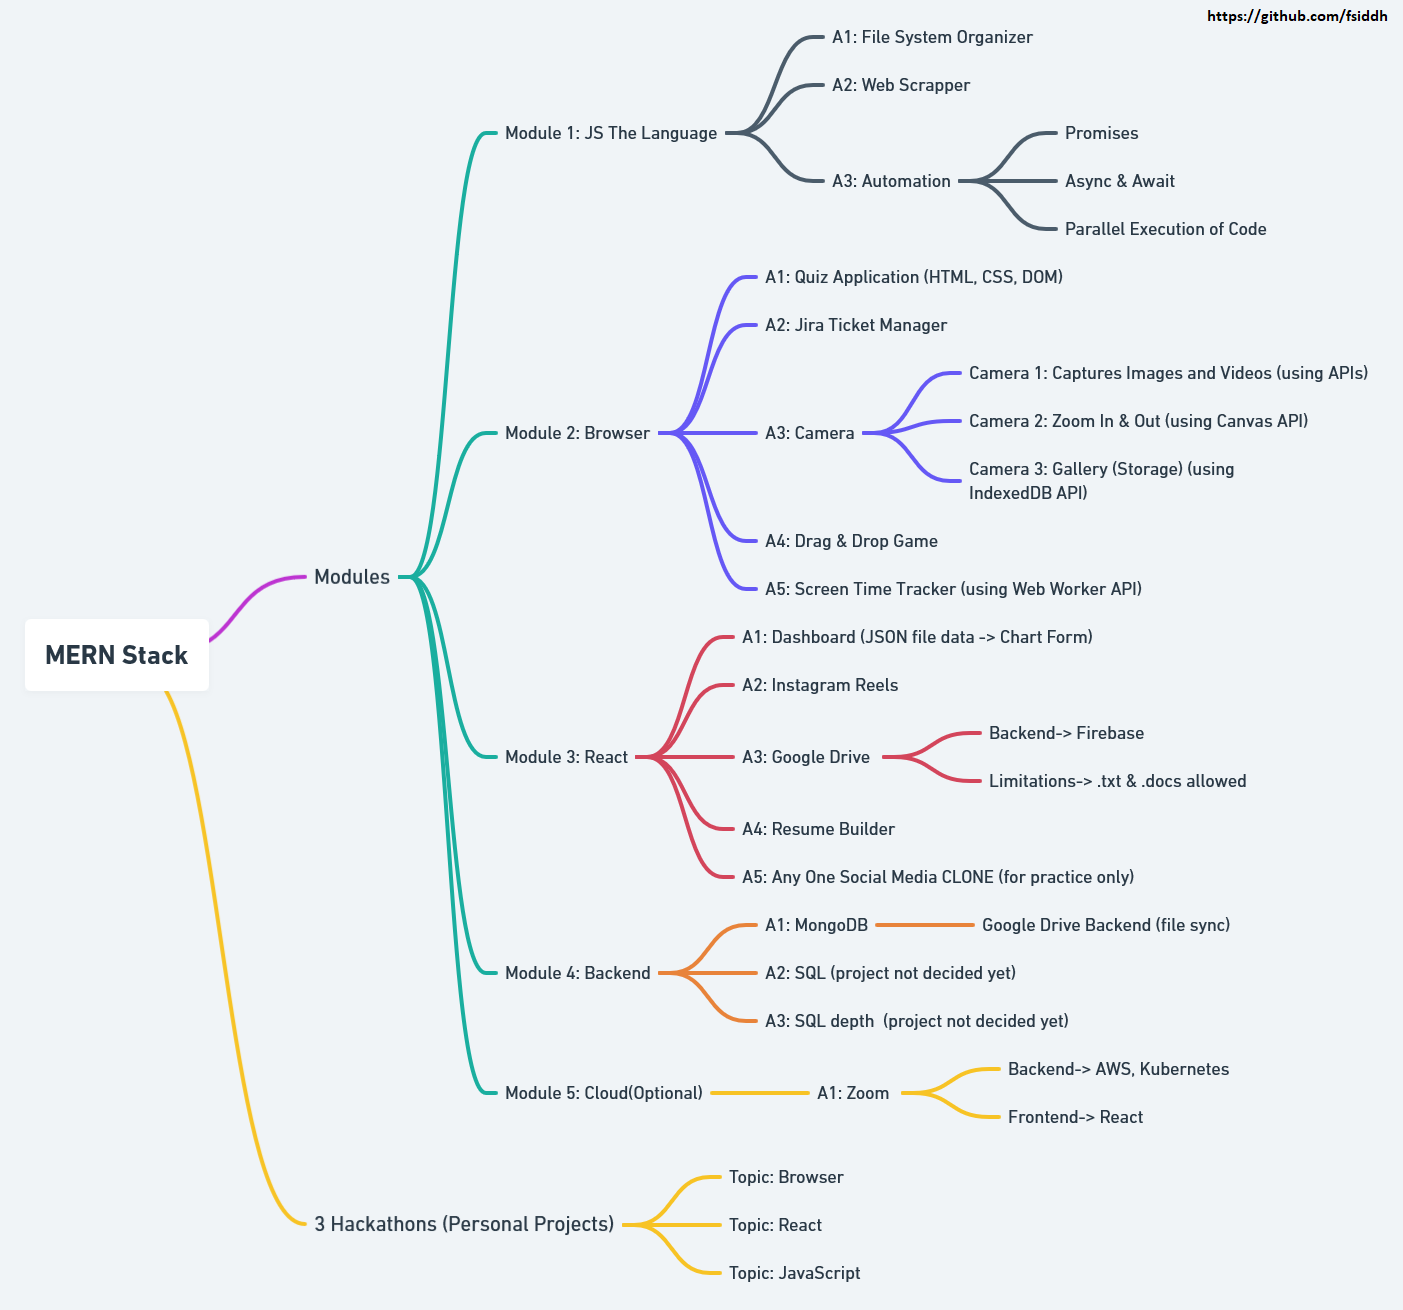 https://github.com/fsiddh
A1: File System Organizer
A2: Web Scrapper
Module 1: JS The Language
Promises
A3: Automation
Async & Await
Parallel Execution of Code
A1: Quiz Application (HTML, CSS, DOM)
A2: Jira Ticket Manager
Camera 1: Captures Images and Videos (using APIs)
Camera 2: Zoom In & Out (using Canvas API)
Module 2: Browser
A3: Camera
Camera 3: Gallery (Storage) (using
IndexedDB API)
A4: Drag & Drop Game
Modules
A5: Screen Time Tracker (using Web Worker API)
MERN Stack
A1: Dashboard (JSON file data -> Chart Form)
A2: Instagram Reels
Module 3: React
A3: Google Drive
Backend-> Firebase
Limitations-> .txt & .docs allowed
A4: Resume Builder
A5: Any One Social Media CLONE (for practice only)
A1: MongoDB
Google Drive Backend (file sync)
Module 4: Backend
A2: SQL (project not decided yet)
A3: SQL depth  (project not decided yet)
Module 5: Cloud(Optional)
A1: Zoom
Backend-> AWS, Kubernetes
Frontend-> React
3 Hackathons (Personal Projects)
Topic: Browser
Topic: React
Topic: JavaScript